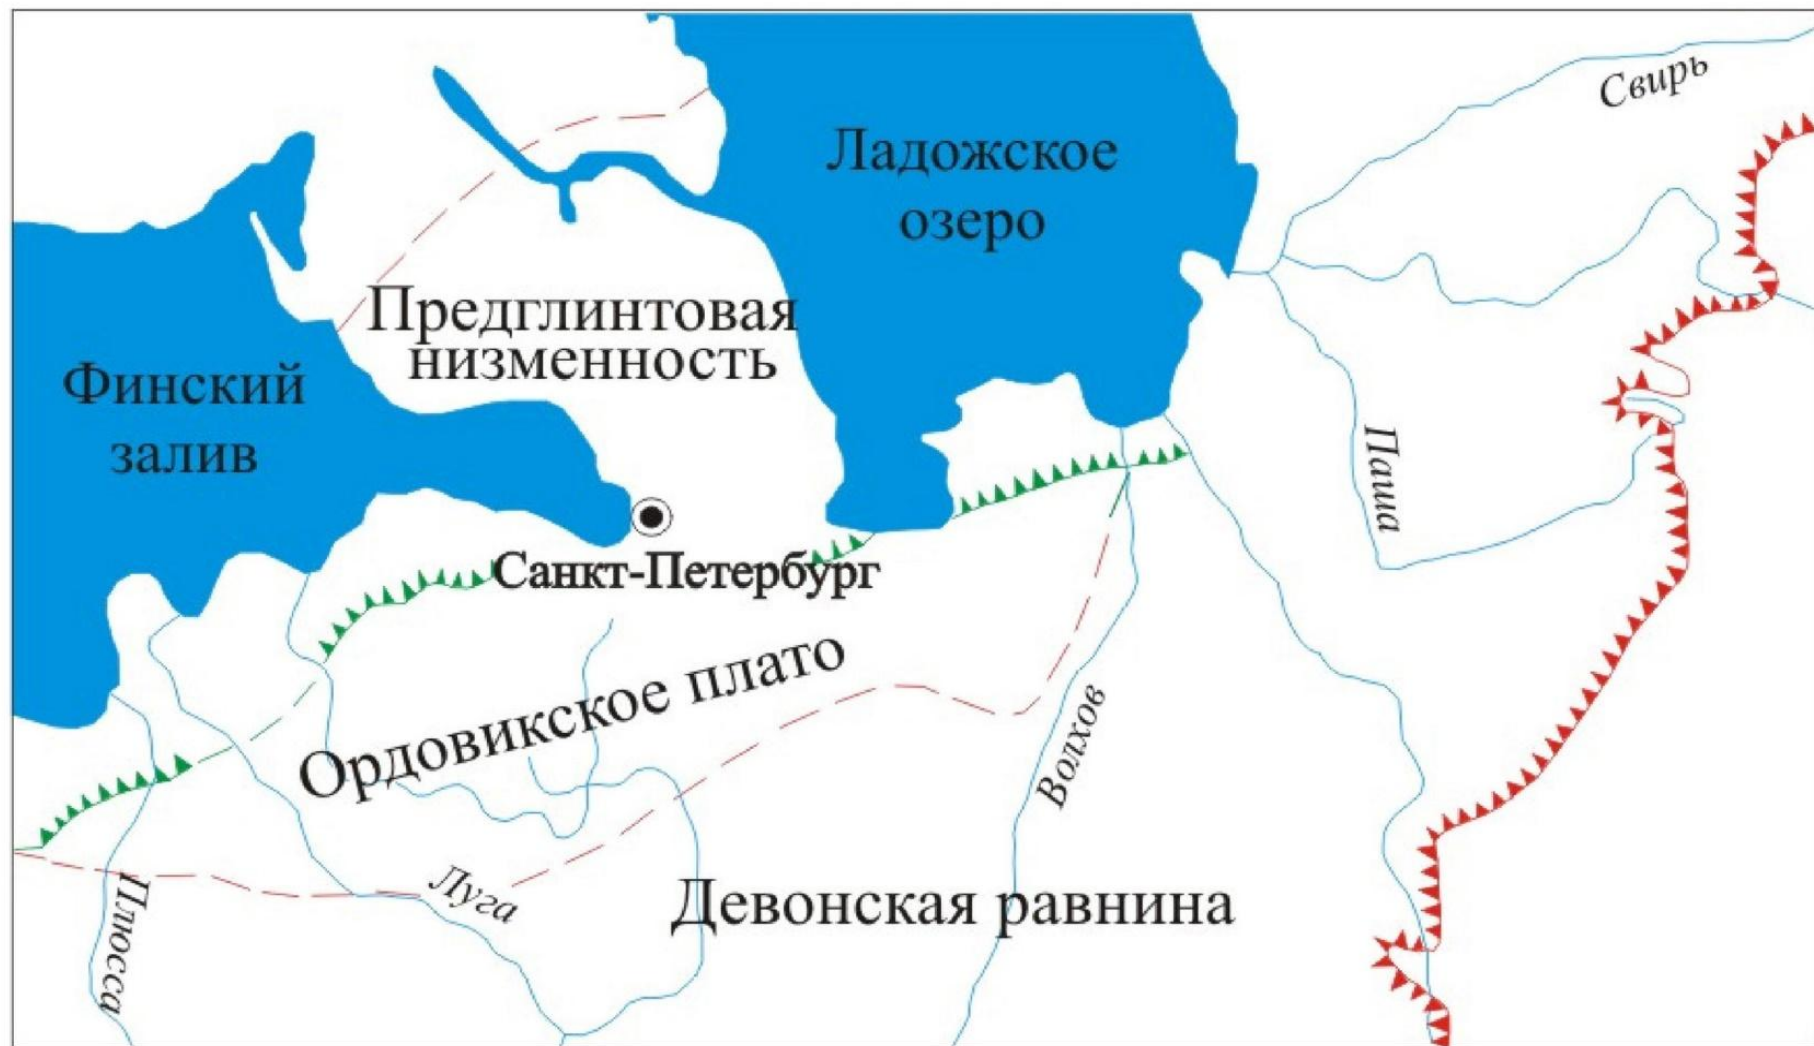 Свирь
Ладожское
озеро
Предглинтовая
низменность
Финский
залив
Паша
Санкт-Петербург
Ордовикское плато
Волхов
Луга
Девонская равнина
Плюсса